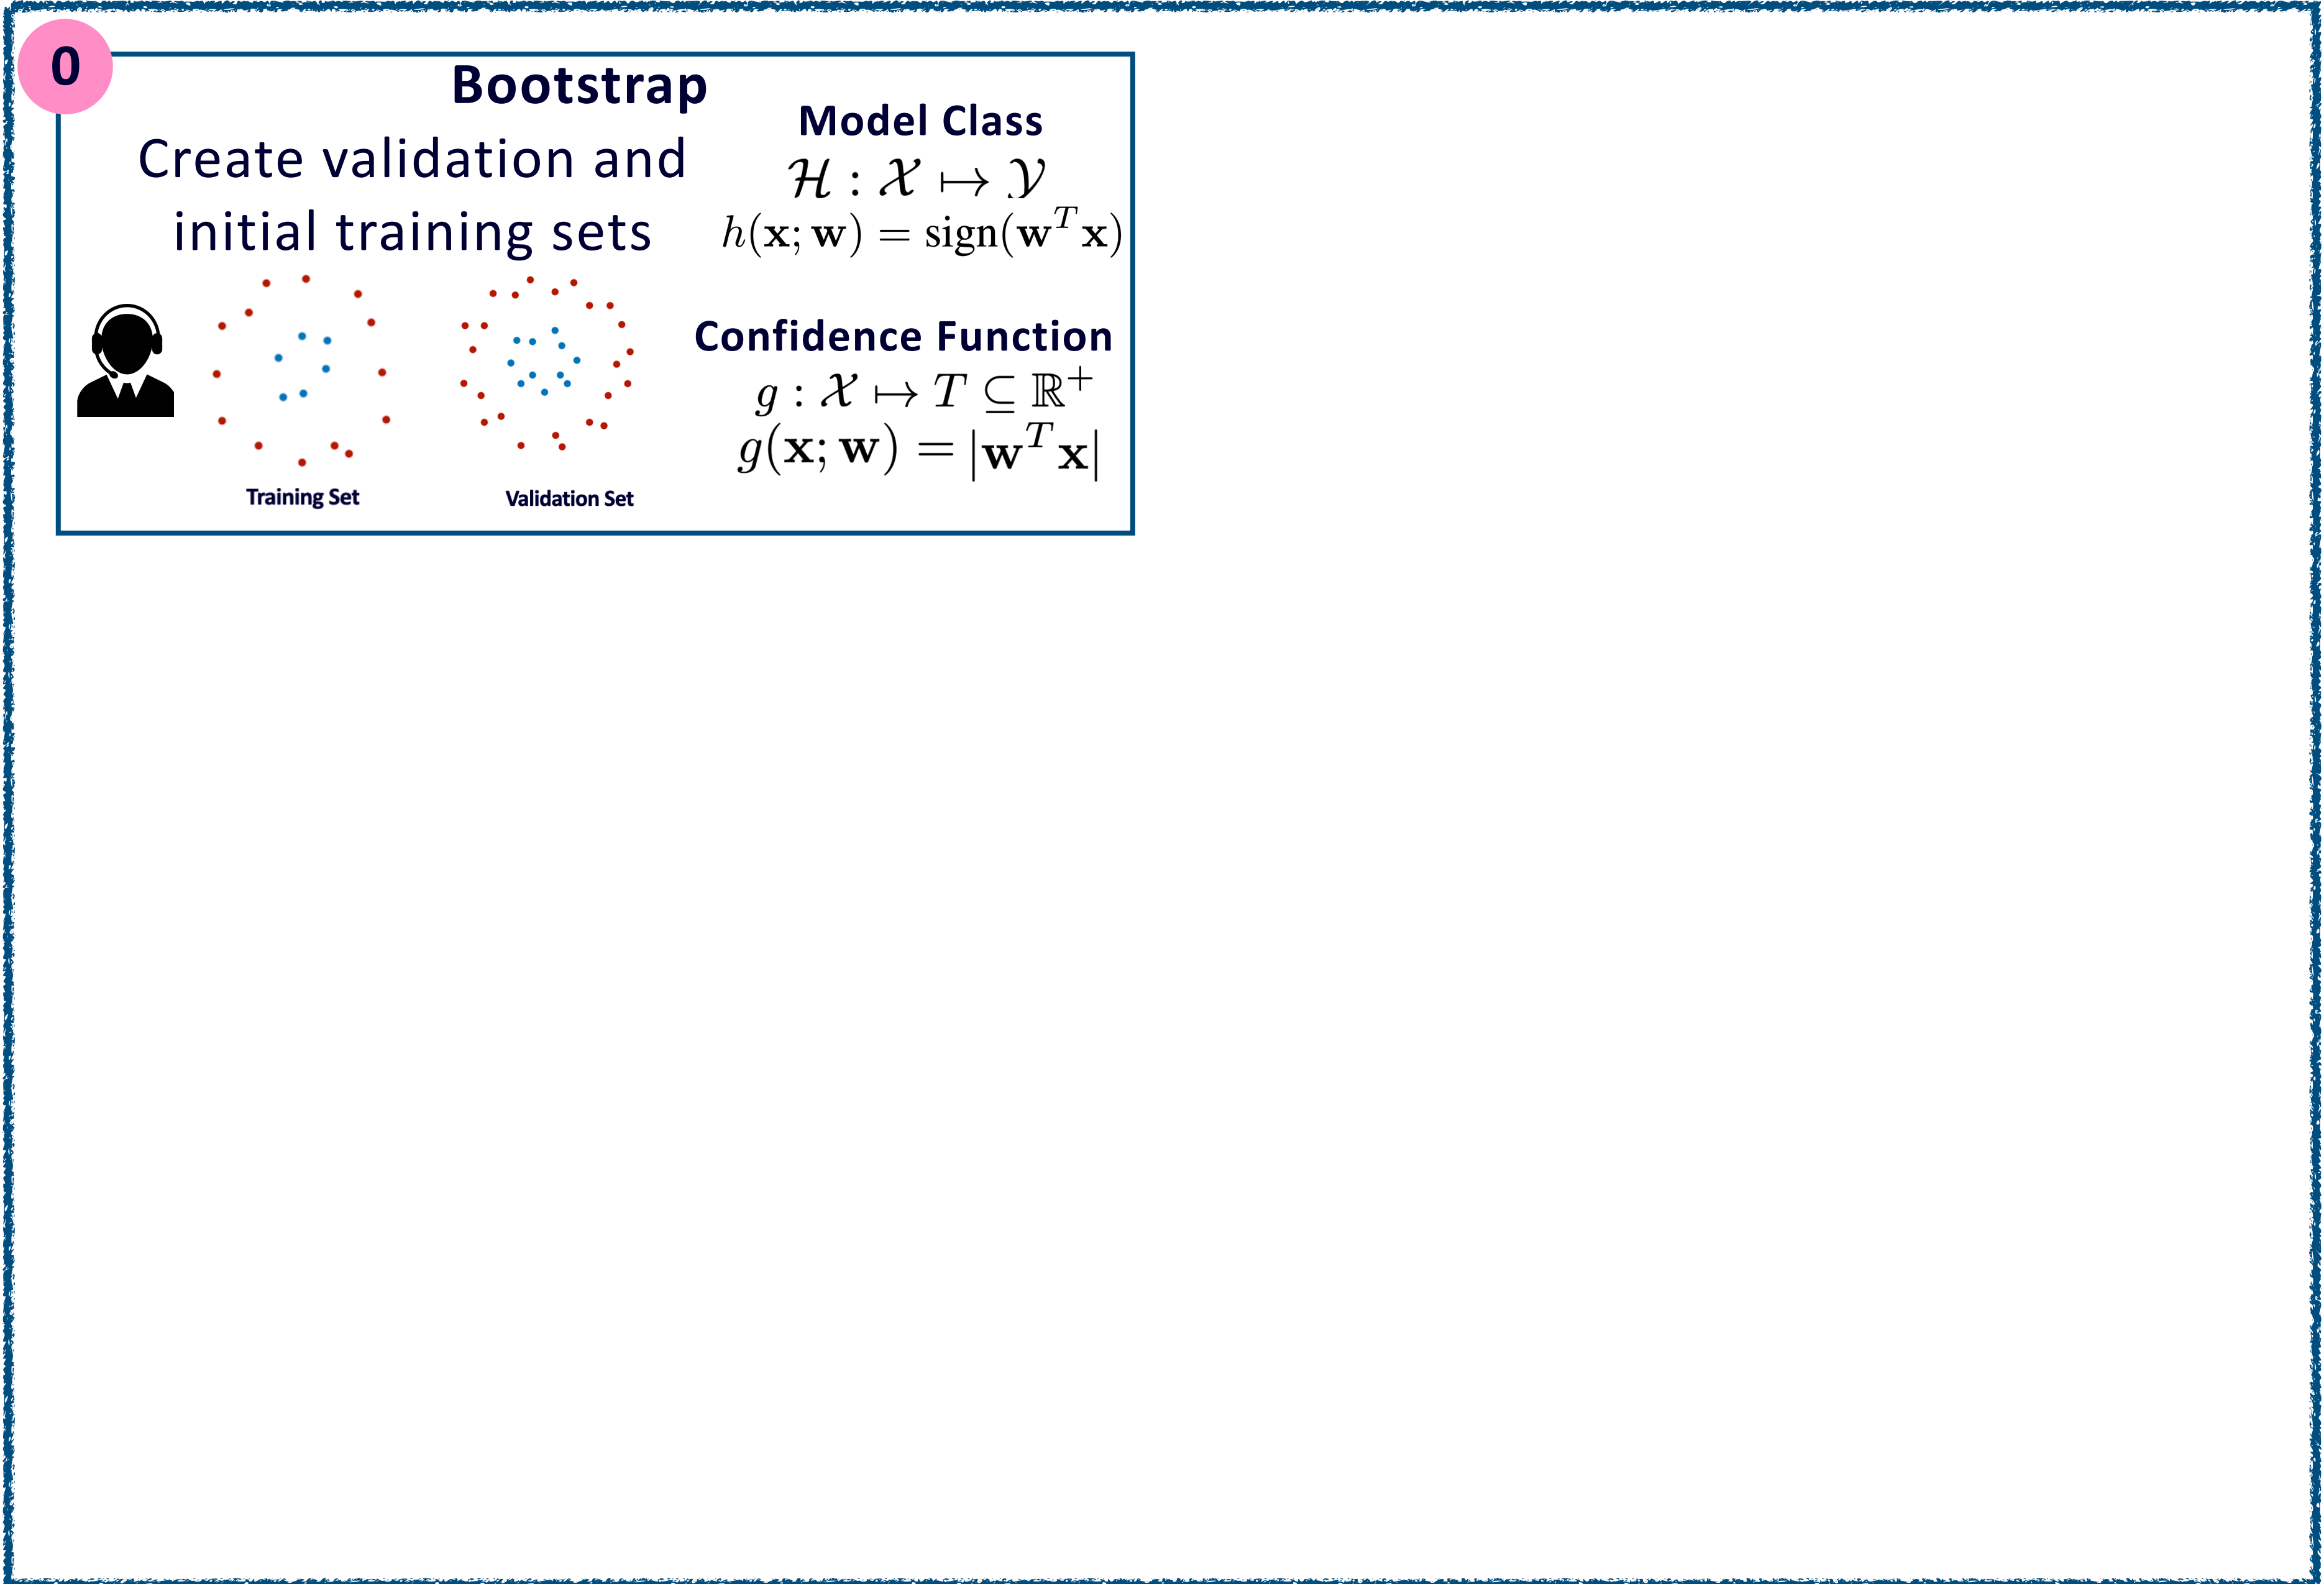 0
Bootstrap
Create validation and
initial training sets
Training Set
Validation Set
Model Class
ℋ : 𝒳 ↦ 𝒴
h(x; w) = sign(wᵀx)
Confidence Function
g : 𝒳 ↦ T ⊆ ℝ⁺
g(x; w) = |wᵀx|